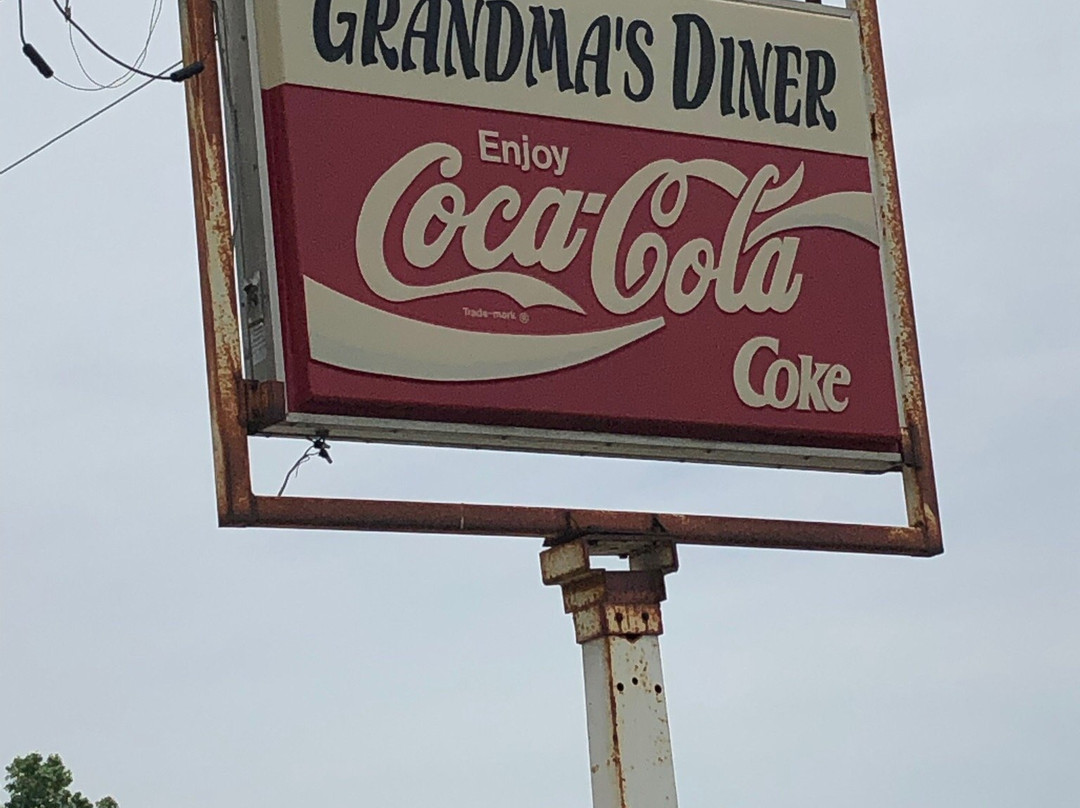 GRANDMA'S DINER
Enjoy
Coca-Cola
Trade-mark ®
Coke